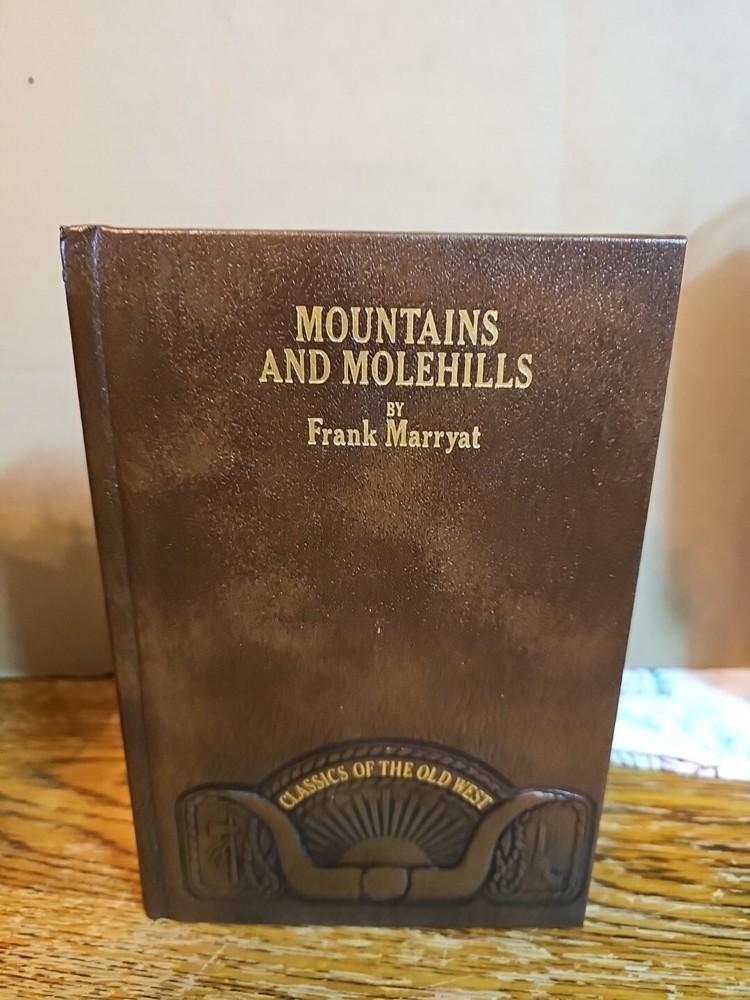 MOUNTAINS
AND MOLEHILLS
BY
Frank Marryat
CLASSICS OF THE OLD WEST